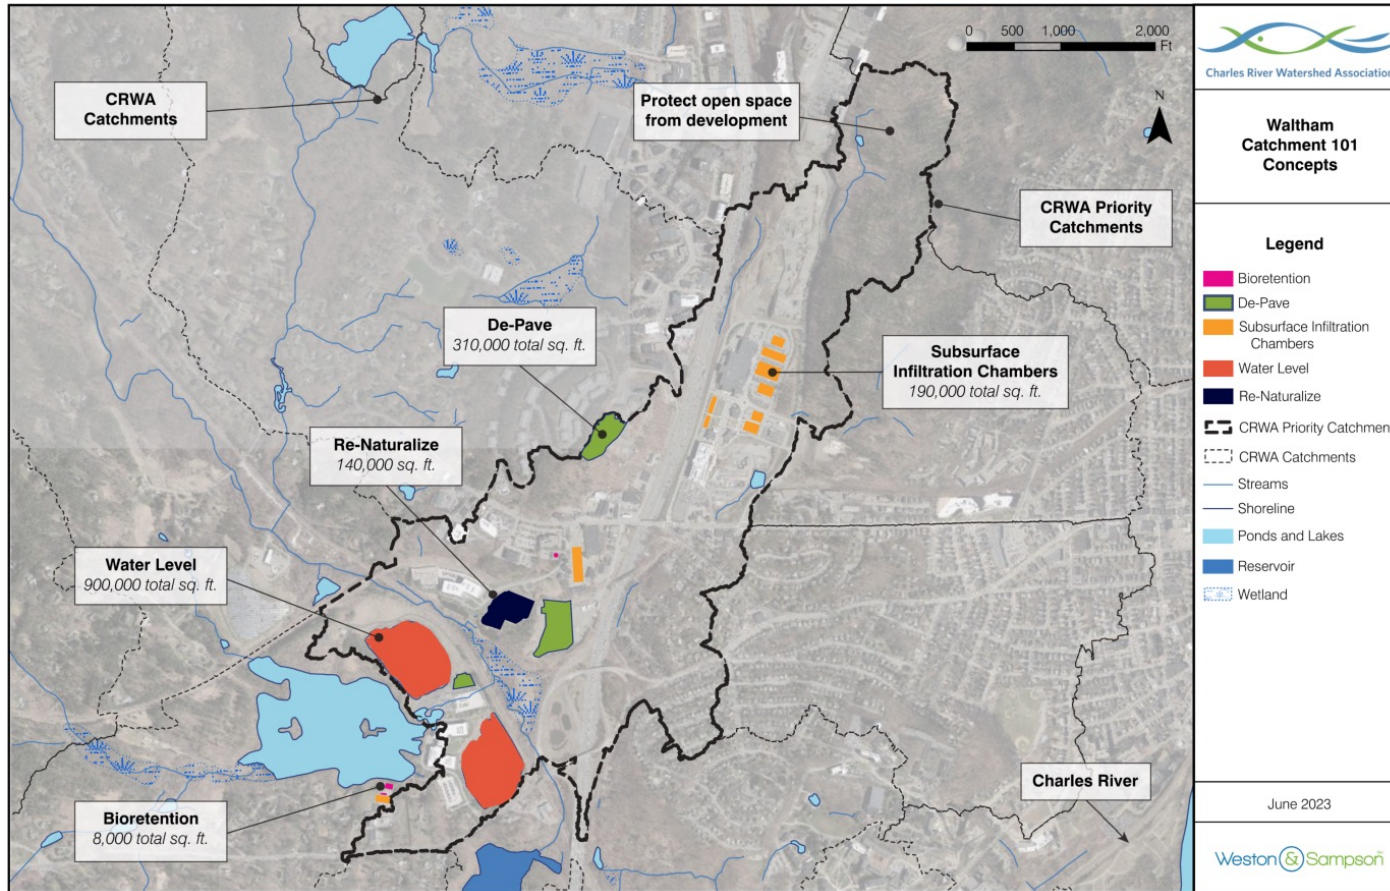 0 500 1,000 2,000
Ft
CRWA
Catchments
Protect open space
from development
N
CRWA Priority
Catchments
De-Pave
310,000 total sq. ft.
Subsurface
Infiltration Chambers
190,000 total sq. ft.
Re-Naturalize
140,000 sq. ft.
Water Level
900,000 total sq. ft.
Bioretention
8,000 total sq. ft.
Charles River
Charles River Watershed Association
Waltham
Catchment 101
Concepts
Legend
Bioretention
De-Pave
Subsurface Infiltration
Chambers
Water Level
Re-Naturalize
CRWA Priority Catchmen
CRWA Catchments
Streams
Shoreline
Ponds and Lakes
Reservoir
Wetland
June 2023
Weston & Sampson